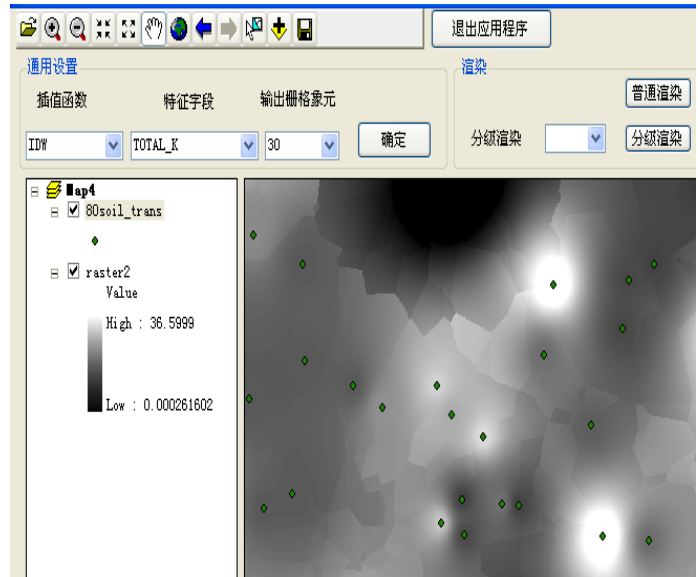 退出应用程序
通用设置
渲染
插值函数
特征字段
输出栅格象元
普通渲染
IDW
TOTAL_K
30
确定
分级渲染
分级渲染
Map4
80soil_trans
raster2
Value
High : 36.5999
Low : 0.000261602